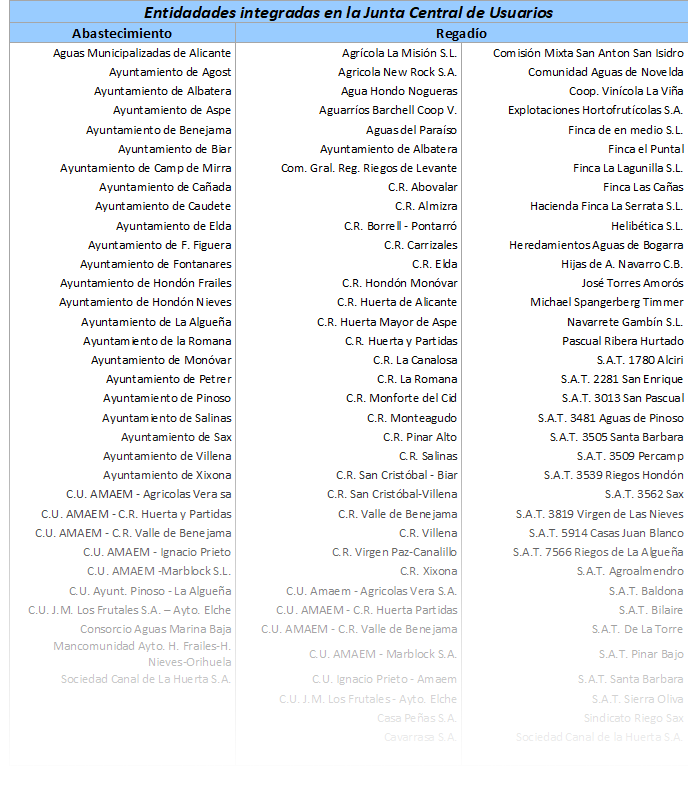 Entidadades integradas en la Junta Central de Usuarios
Abastecimiento Regadío
Aguas Municipalizadas de Alicante Agrícola La Misión S.L. Comisión Mixta San Anton San Isidro
Ayuntamiento de Agost Agricola New Rock S.A. Comunidad Aguas de Novelda
Ayuntamiento de Albatera Agua Hondo Nogueras Coop. Vinícola La Viña
Ayuntamiento de Aspe Aguarríos Barchell Coop V. Explotaciones Hortofrutícolas S.A.
Ayuntamiento de Benejama Aguas del Paraíso Finca de en medio S.L.
Ayuntamiento de Biar Ayuntamiento de Albatera Finca el Puntal
Ayuntamiento de Camp de Mirra Com. Gral. Reg. Riegos de Levante Finca La Lagunilla S.L.
Ayuntamiento de Cañada C.R. Abovalar Finca Las Cañas
Ayuntamiento de Caudete C.R. Almizra Hacienda Finca La Serrata S.L.
Ayuntamiento de Elda C.R. Borrell - Pontarró Helibética S.L.
Ayuntamiento de F. Figuera C.R. Carrizales Heredamientos Aguas de Bogarra
Ayuntamiento de Fontanares C.R. Elda Hijas de A. Navarro C.B.
Ayuntamiento de Hondón Frailes C.R. Hondón Monóvar José Torres Amorós
Ayuntamiento de Hondón Nieves C.R. Huerta de Alicante Michael Spangerberg Timmer
Ayuntamiento de La Algueña C.R. Huerta Mayor de Aspe Navarrete Gambín S.L.
Ayuntamiento de la Romana C.R. Huerta y Partidas Pascual Ribera Hurtado
Ayuntamiento de Monóvar C.R. La Canalosa S.A.T. 1780 Alciri
Ayuntamiento de Petrer C.R. La Romana S.A.T. 2281 San Enrique
Ayuntamiento de Pinoso C.R. Monforte del Cid S.A.T. 3013 San Pascual
Ayuntamiento de Salinas C.R. Monteagudo S.A.T. 3481 Aguas de Pinoso
Ayuntamiento de Sax C.R. Pinar Alto S.A.T. 3505 Santa Barbara
Ayuntamiento de Villena C.R. Salinas S.A.T. 3509 Percamp
Ayuntamiento de Xixona C.R. San Cristóbal - Biar S.A.T. 3539 Riegos Hondón
C.U. AMAEM - Agricolas Vera sa C.R. San Cristóbal-Villena S.A.T. 3562 Sax
C.U. AMAEM - C.R. Huerta y Partidas C.R. Valle de Benejama S.A.T. 3819 Virgen de Las Nieves
C.U. AMAEM - C.R. Valle de Benejama C.R. Villena S.A.T. 5914 Casas Juan Blanco
C.U. AMAEM - Ignacio Prieto C.R. Virgen Paz-Canalillo S.A.T. 7566 Riegos de La Algueña
C.U. AMAEM -Marblock S.L. C.R. Xixona S.A.T. Agroalmendro
C.U. Ayunt. Pinoso - La Algueña C.U. Amaem - Agricolas Vera S.A. S.A.T. Baldona
C.U. J.M. Los Frutales S.A. – Ayto. Elche C.U. AMAEM - C.R. Huerta Partidas S.A.T. Bilaire
Consorcio Aguas Marina Baja C.U. AMAEM - C.R. Valle de Benejama S.A.T. De La Torre
Mancomunidad Ayto. H. Frailes-H.
Nieves-Orihuela C.U. AMAEM - Marblock S.A. S.A.T. Pinar Bajo
Sociedad Canal de La Huerta S.A. C.U. Ignacio Prieto - Amaem S.A.T. Santa Barbara
C.U. J.M. Los Frutales - Ayto. Elche S.A.T. Sierra Oliva
Casa Peñas S.A. Sindicato Riego Sax
Cavarrasa S.A. Sociedad Canal de la Huerta S.A.